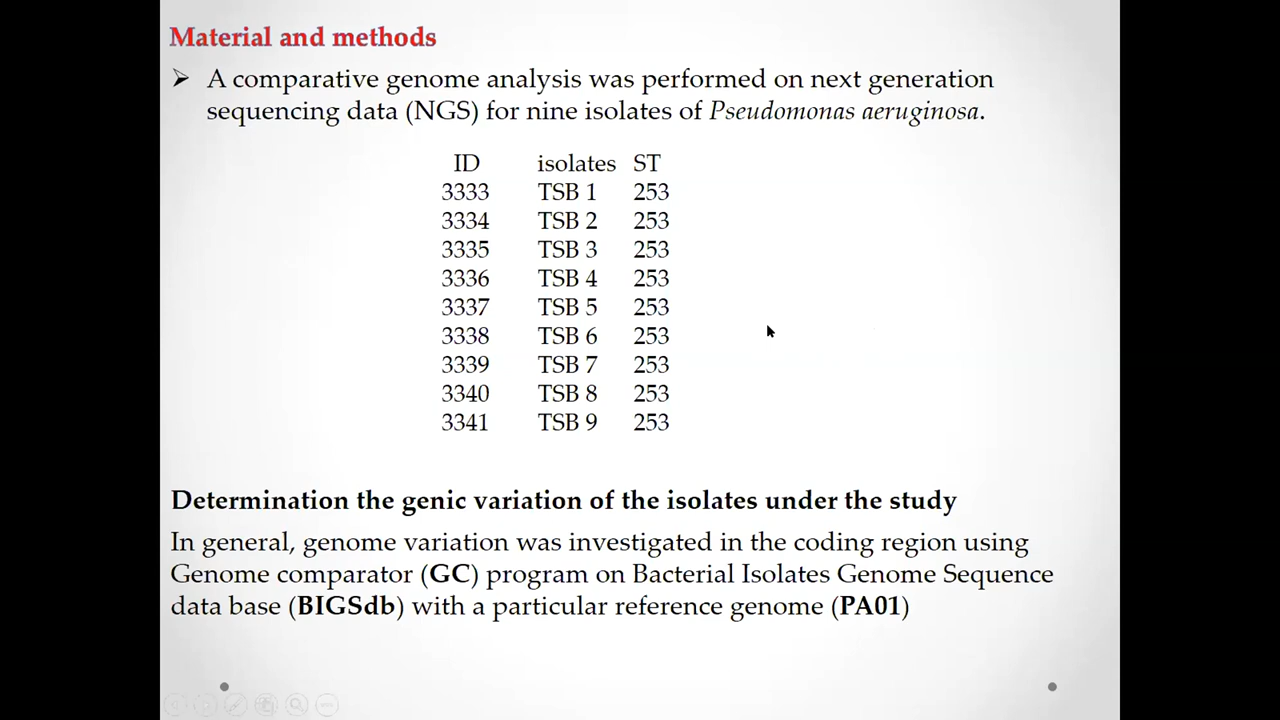 Material and methods
A comparative genome analysis was performed on next generation
sequencing data (NGS) for nine isolates of Pseudomonas aeruginosa.
ID isolates ST
3333 TSB 1 253
3334 TSB 2 253
3335 TSB 3 253
3336 TSB 4 253
3337 TSB 5 253
3338 TSB 6 253
3339 TSB 7 253
3340 TSB 8 253
3341 TSB 9 253
Determination the genic variation of the isolates under the study
In general, genome variation was investigated in the coding region using
Genome comparator (GC) program on Bacterial Isolates Genome Sequence
data base (BIGSdb) with a particular reference genome (PA01)